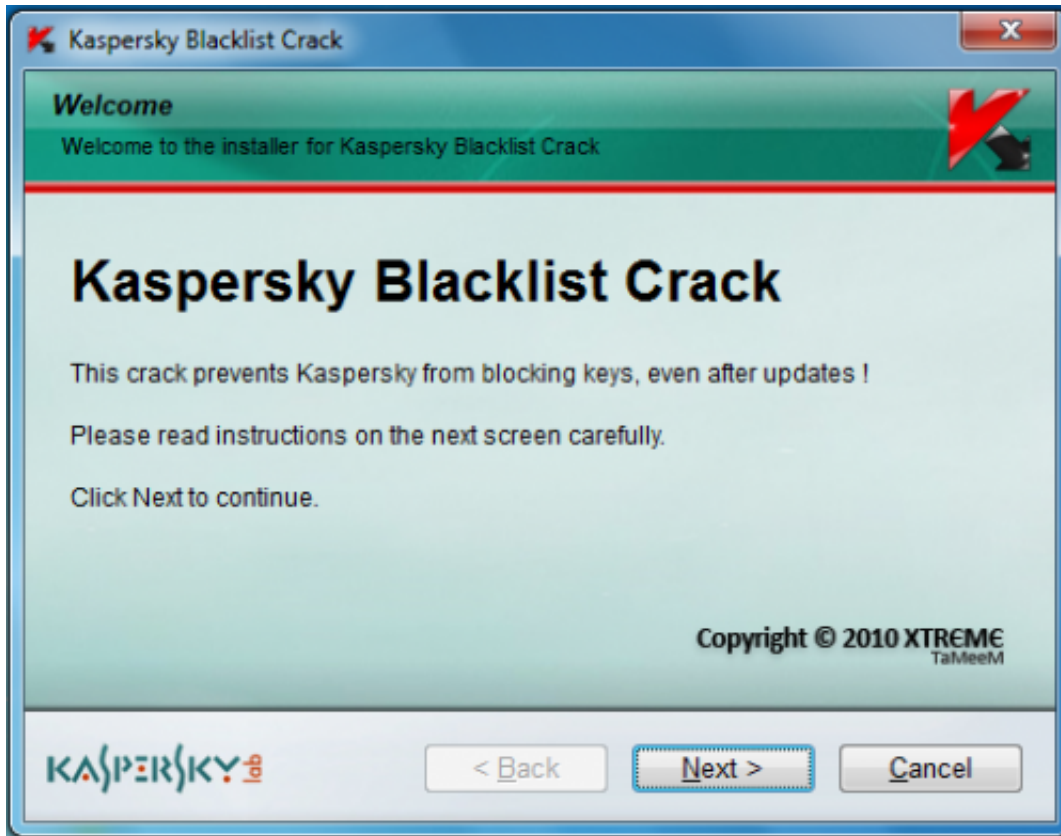 Kaspersky Blacklist Crack
Welcome
Welcome to the installer for Kaspersky Blacklist Crack
Kaspersky Blacklist Crack
This crack prevents Kaspersky from blocking keys, even after updates !
Please read instructions on the next screen carefully.
Click Next to continue.
Copyright © 2010 XTREME
TaMeeM
KASPERSKY lab
< Back
Next >
Cancel